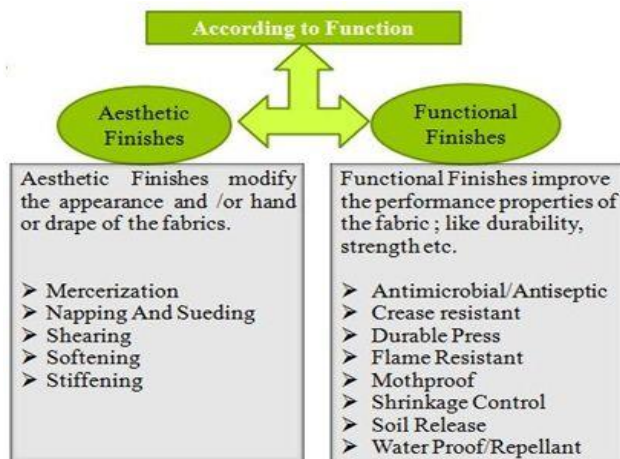 According to Function
Aesthetic
Finishes
Functional
Finishes
Aesthetic Finishes modify
the appearance and /or hand
or drape of the fabrics.
➤ Mercerization
➤ Napping And Sueding
➤ Shearing
➤ Softening
➤ Stiffening
Functional Finishes improve
the performance properties of
the fabric ; like durability,
strength etc.
➤ Antimicrobial/Antiseptic
➤ Crease resistant
➤ Durable Press
➤ Flame Resistant
➤ Mothproof
➤ Shrinkage Control
➤ Soil Release
➤ Water Proof/Repellant